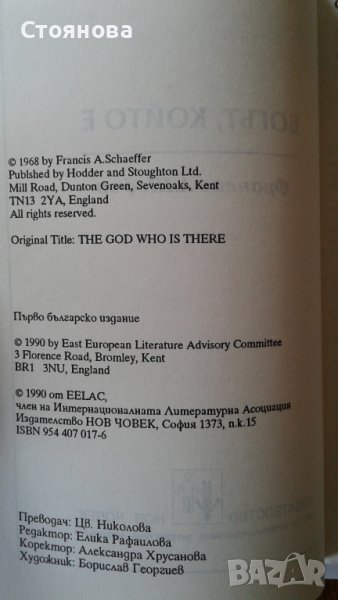 Стоянова
БОГЪТ, КОЙТО Е
© 1968 by Francis A.Schaeffer
Publshed by Hodder and Stoughton Ltd.
Mill Road, Dunton Green, Sevenoaks, Kent
TN13 2YA, England
All rights reserved.
Original Title: THE GOD WHO IS THERE
Първо българско издание
© 1990 by East European Literature Advisory Committee
3 Florence Road, Bromley, Kent
BR1 3NU, England
© 1990 от EELAC,
член на Интернационалната Литературна Асоциация
Издателство НОВ ЧОВЕК, София 1373, п.к.15
ISBN 954 407 017-6
Преводач: Цв. Николова
Редактор: Елика Рафаилова
Коректор: Александра Хрусанова
Художник: Борислав Георгиев
BAZAR